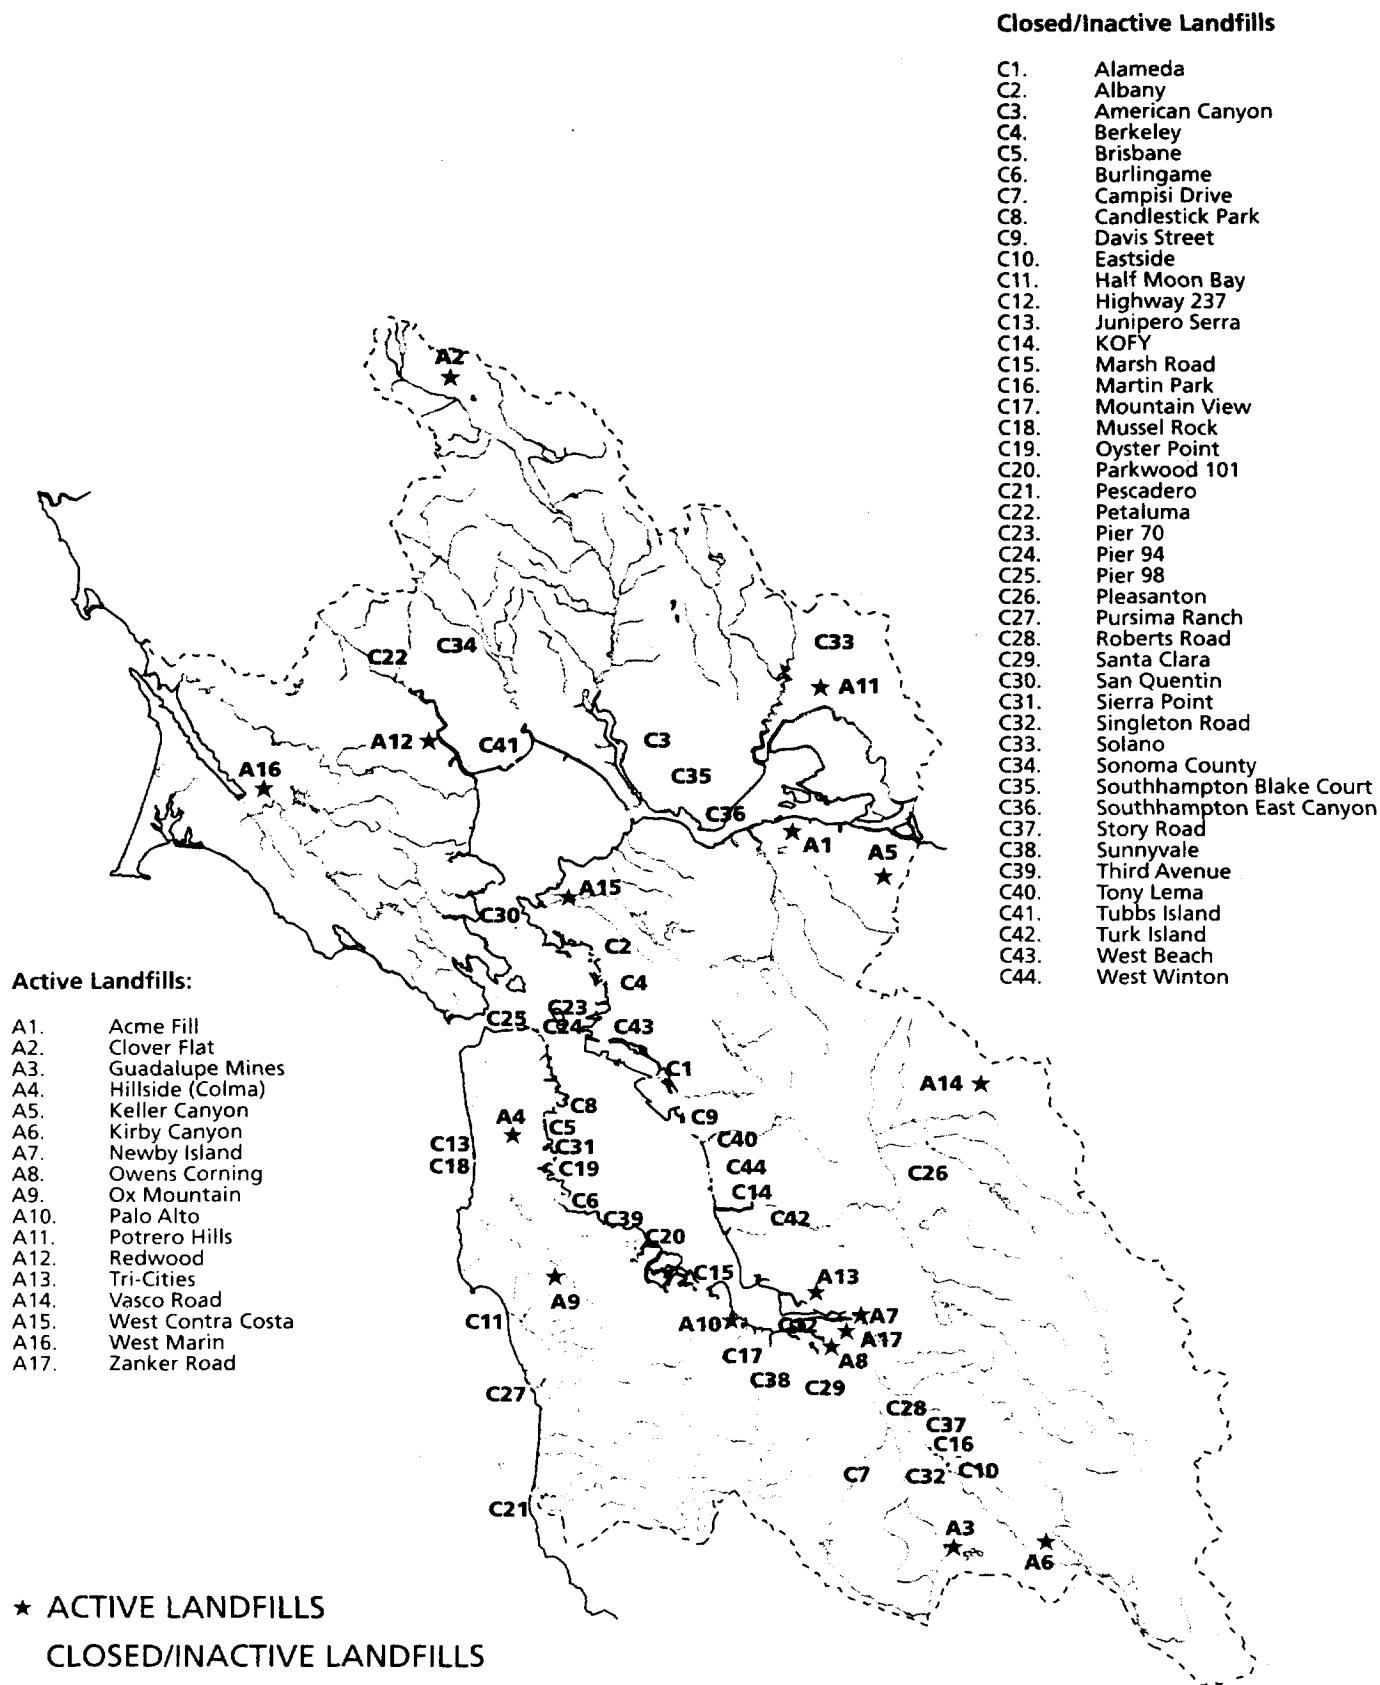 Closed/Inactive Landfills
C1. Alameda
C2. Albany
C3. American Canyon
C4. Berkeley
C5. Brisbane
C6. Burlingame
C7. Campisi Drive
C8. Candlestick Park
C9. Davis Street
C10. Eastside
C11. Half Moon Bay
C12. Highway 237
C13. Junipero Serra
C14. KOFY
C15. Marsh Road
C16. Martin Park
C17. Mountain View
C18. Mussel Rock
C19. Oyster Point
C20. Parkwood 101
C21. Pescadero
C22. Petaluma
C23. Pier 70
C24. Pier 94
C25. Pier 98
C26. Pleasanton
C27. Pursima Ranch
C28. Roberts Road
C29. Santa Clara
C30. San Quentin
C31. Sierra Point
C32. Singleton Road
C33. Solano
C34. Sonoma County
C35. Southhampton Blake Court
C36. Southhampton East Canyon
C37. Story Road
C38. Sunnyvale
C39. Third Avenue
C40. Tony Lema
C41. Tubbs Island
C42. Turk Island
C43. West Beach
C44. West Winton
A2
C34
C33
C22
A11
A12
C41
C3
A16
C35
C36
A1
A5
A15
C30
C2
C4
C23
C25
C24
C43
C1
A14
C8
C9
A4
C5
C40
C13
C31
C18
C19
C44
C26
C14
C6
C39
C42
C20
C15
A13
A9
C11
A10
A7
C12
A17
C17
A8
C38
C29
C27
C28
C37
C16
C7
C32
C10
C21
A3
A6
Active Landfills:
A1. Acme Fill
A2. Clover Flat
A3. Guadalupe Mines
A4. Hillside (Colma)
A5. Keller Canyon
A6. Kirby Canyon
A7. Newby Island
A8. Owens Corning
A9. Ox Mountain
A10. Palo Alto
A11. Potrero Hills
A12. Redwood
A13. Tri-Cities
A14. Vasco Road
A15. West Contra Costa
A16. West Marin
A17. Zanker Road
★ ACTIVE LANDFILLS
CLOSED/INACTIVE LANDFILLS